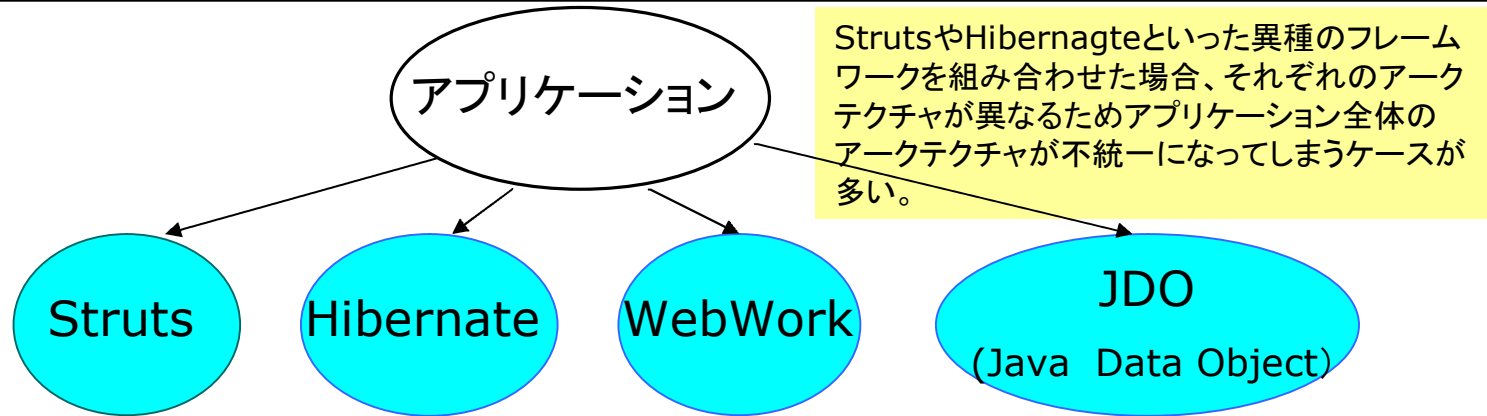 アプリケーション
StrutsやHibernagteといった異種のフレーム
ワークを組み合わせた場合、それぞれのアーク
テクチャが異なるためアプリケーション全体の
アークテクチャが不統一になってしまうケースが
多い。
Struts
Hibernate
WebWork
JDO
(Java Data Object）